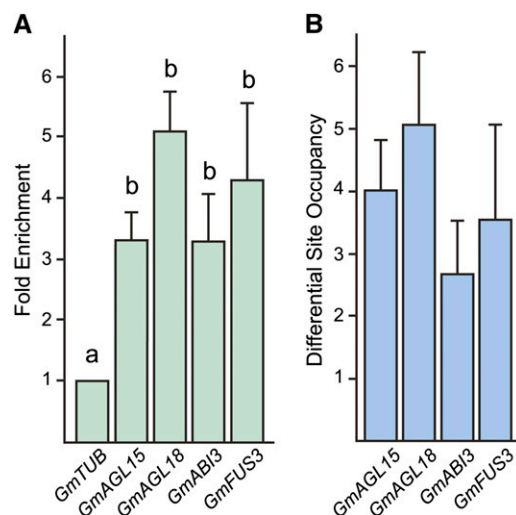 A
Fold Enrichment
6
5
4
3
2
1
a
b
b
b
b
GmTUB
GmAGL15
GmAGL18
GmABI3
GmFUS3
B
Differential Site Occupancy
6
5
4
3
2
1
GmAGL15
GmAGL18
GmABI3
GmFUS3